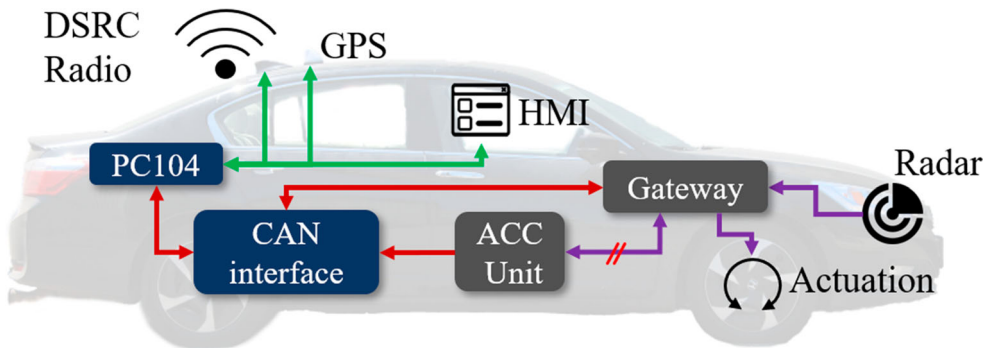 DSRC
Radio
GPS
HMI
PC104
Radar
Gateway
CAN
interface
ACC
Unit
Actuation